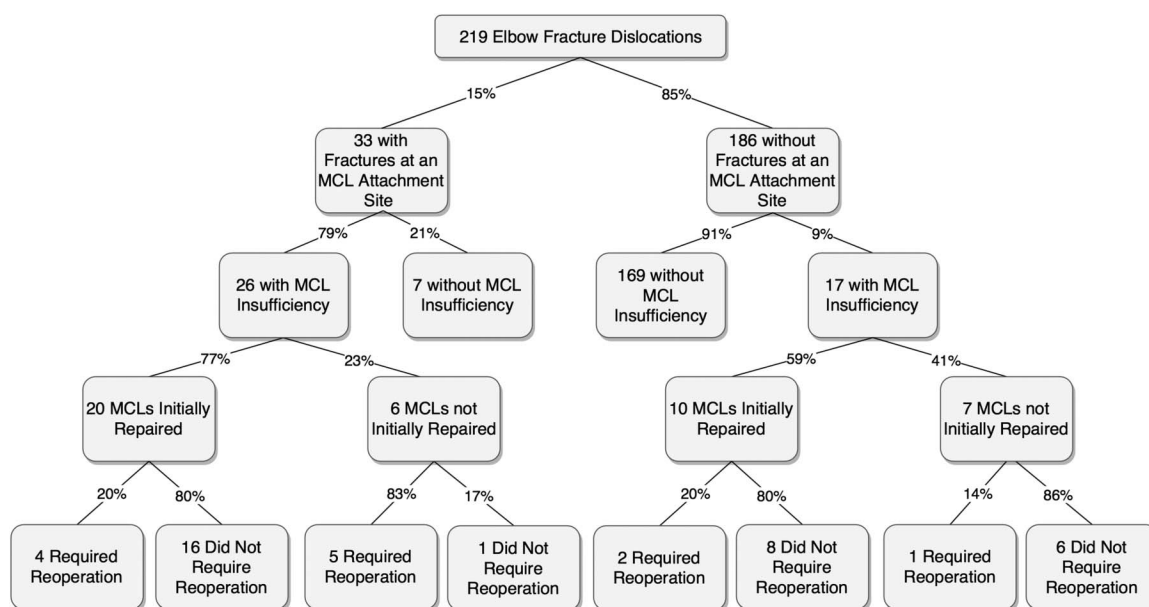 219 Elbow Fracture Dislocations
15%
85%
33 with
Fractures at an
MCL Attachment
Site
186 without
Fractures at an
MCL Attachment
Site
79%
21%
91%
9%
26 with MCL
Insufficiency
7 without MCL
Insufficiency
169 without
MCL
Insufficiency
17 with MCL
Insufficiency
77%
23%
59%
41%
20 MCLs Initially
Repaired
6 MCLs not
Initially Repaired
10 MCLs Initially
Repaired
7 MCLs not
Initially Repaired
20%
80%
83%
17%
20%
80%
14%
86%
4 Required
Reoperation
16 Did Not
Require
Reoperation
5 Required
Reoperation
1 Did Not
Require
Reoperation
2 Required
Reoperation
8 Did Not
Require
Reoperation
1 Required
Reoperation
6 Did Not
Require
Reoperation